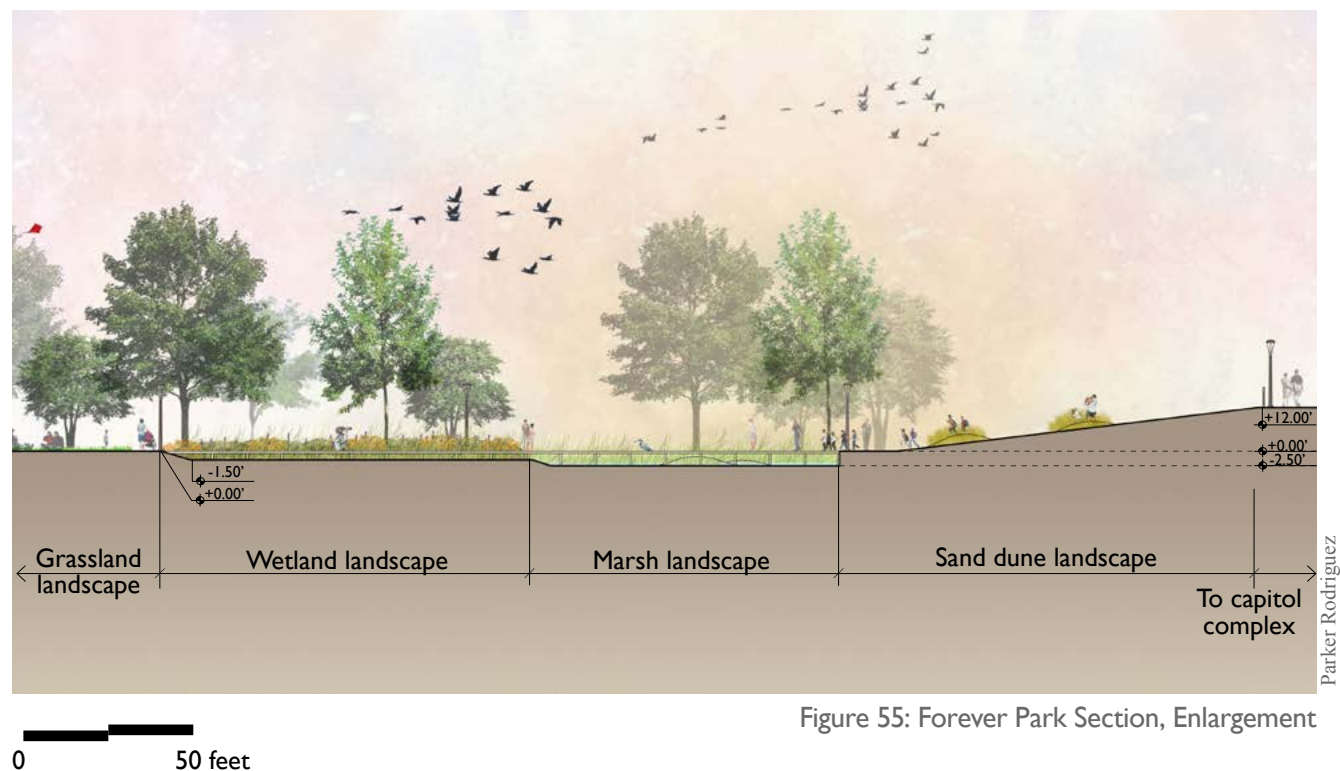 +12.00'
+0.00'
-2.50'
-1.50'
+0.00'
Grassland
landscape
Wetland landscape
Marsh landscape
Sand dune landscape
To capitol
complex
Parker Rodriguez
Figure 55: Forever Park Section, Enlargement
0 50 feet